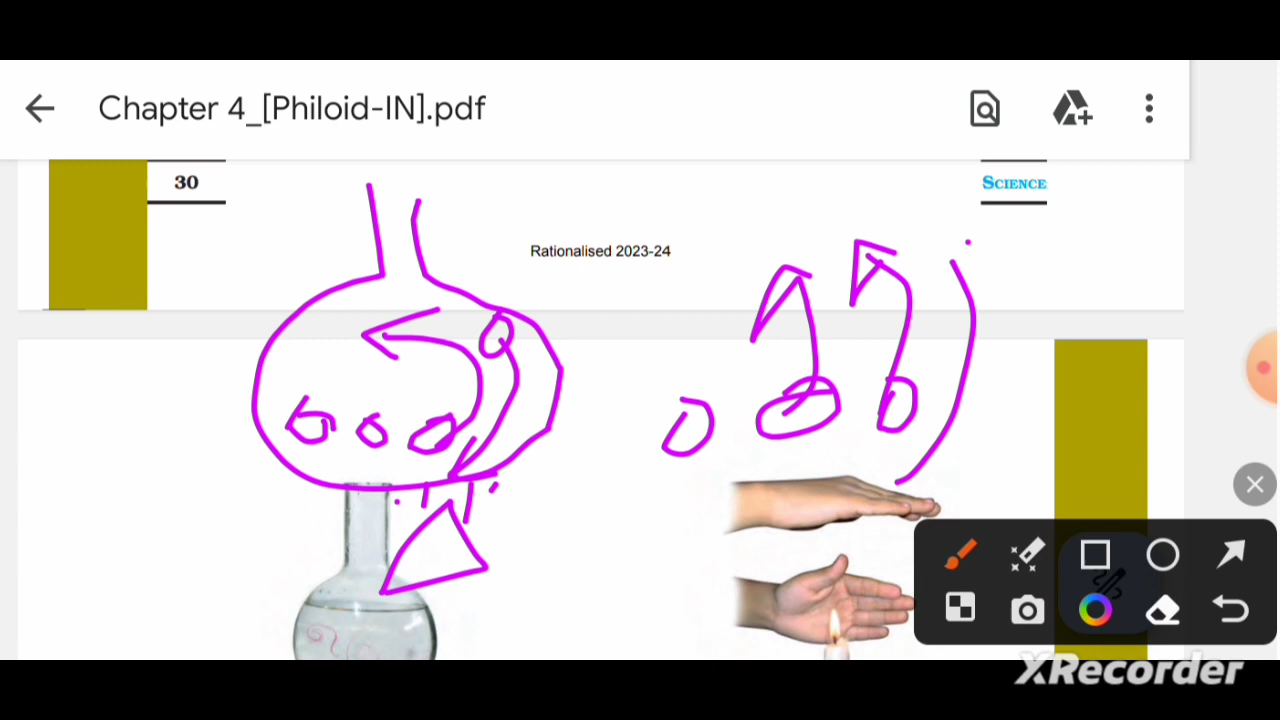 Chapter 4_[Philoid-IN].pdf
30
SCIENCE
Rationalised 2023-24
XRecorder